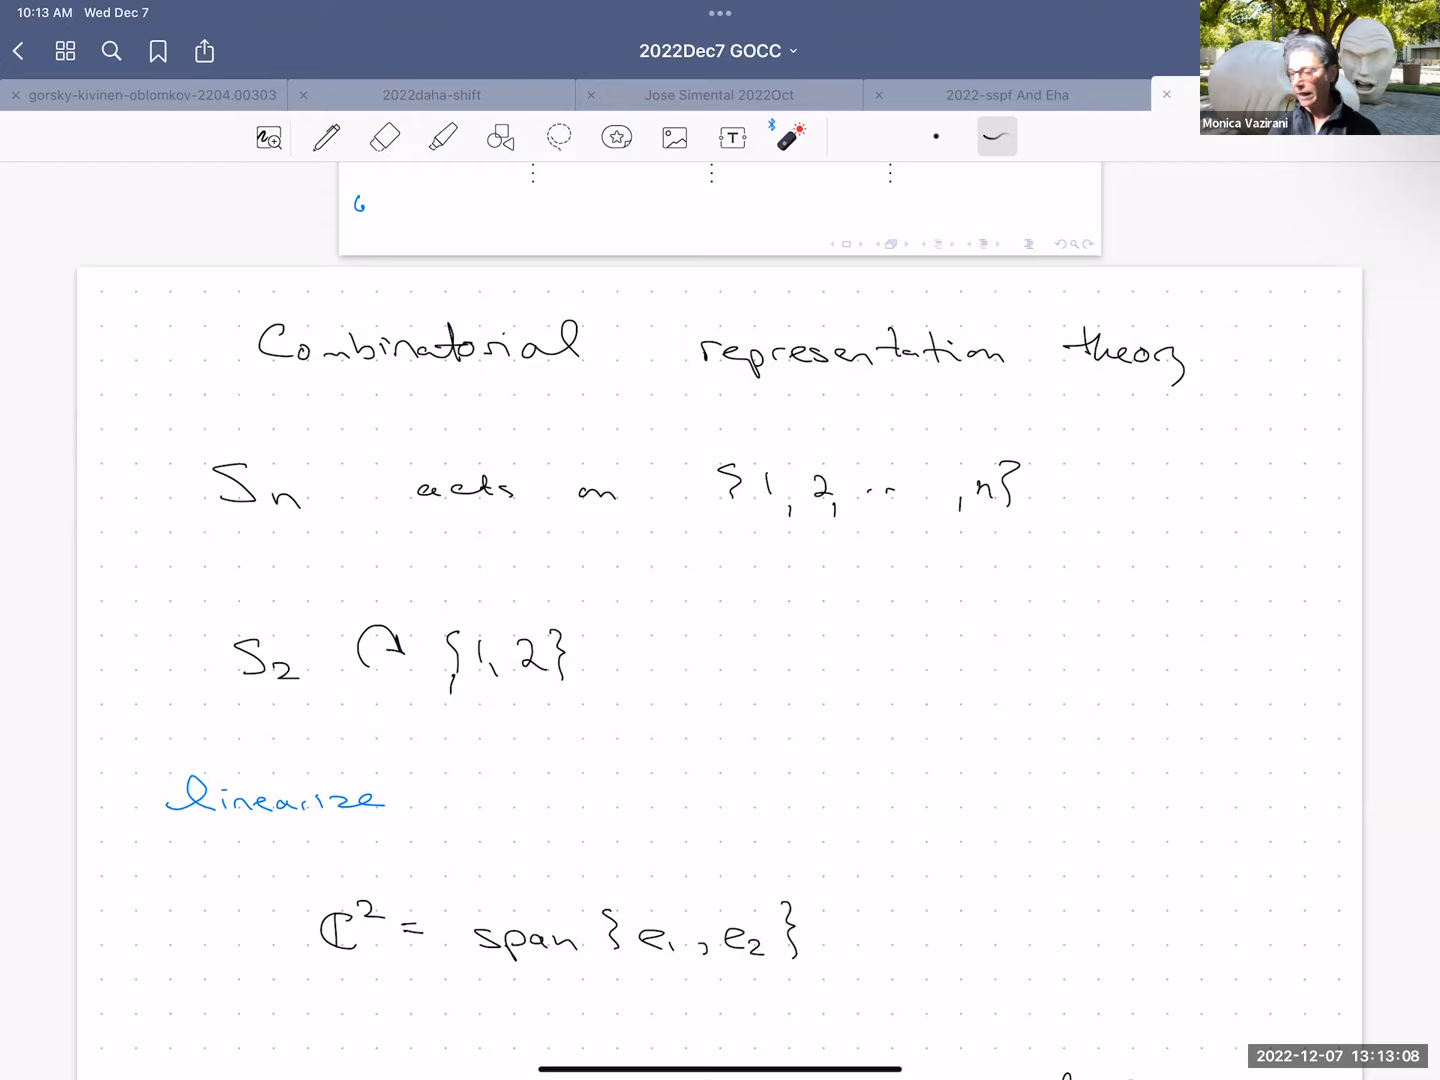 10:13 AM Wed Dec 7
2022Dec7 GOCC
gorsky-kivinen-oblomkov-2204.00303
2022daha-shift
Jose Simental 2022Oct
2022-sspf And Eha
Monica Vazirani
6
Combinatorial representation theory
Sn acts on {1, 2, .. , n}
S2 ↷ {1, 2}
linearize
ℂ² = span {e1, e2}
2022-12-07 13:13:08